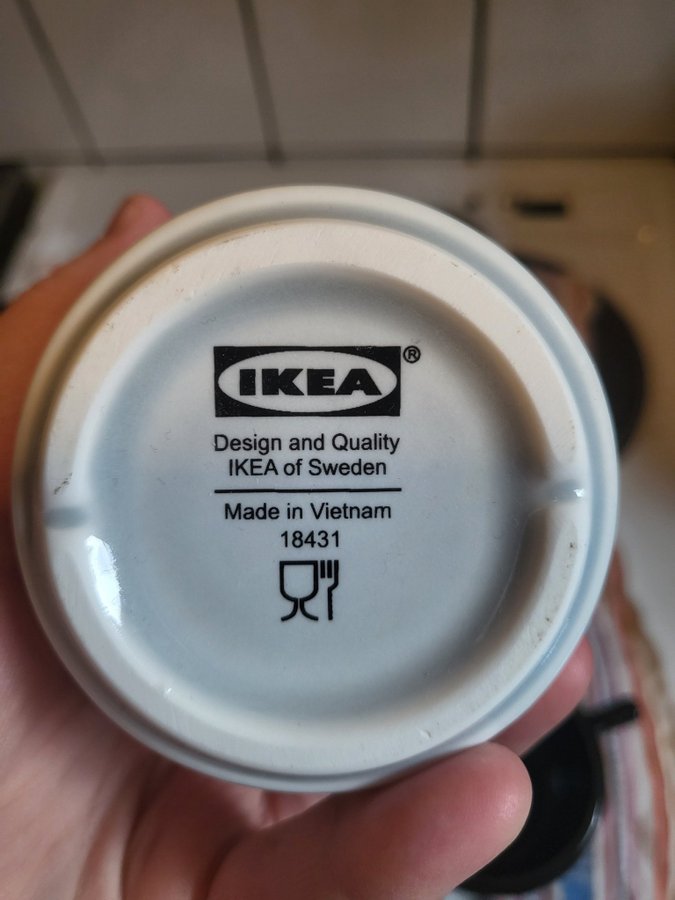 IKEA®
Design and Quality
IKEA of Sweden
Made in Vietnam
18431